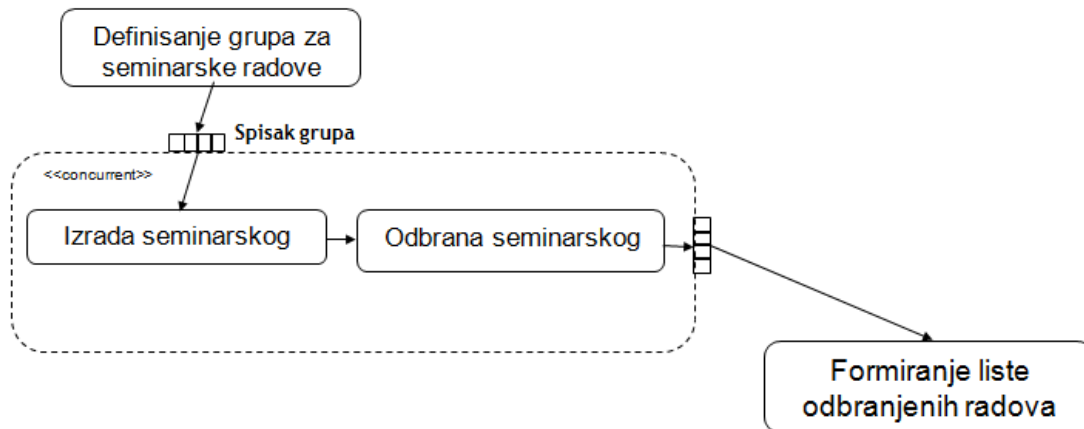 Definisanje grupa za
seminarske radove
Spisak grupa
<<concurrent>>
Izrada seminarskog
Odbrana seminarskog
Formiranje liste
odbranjenih radova